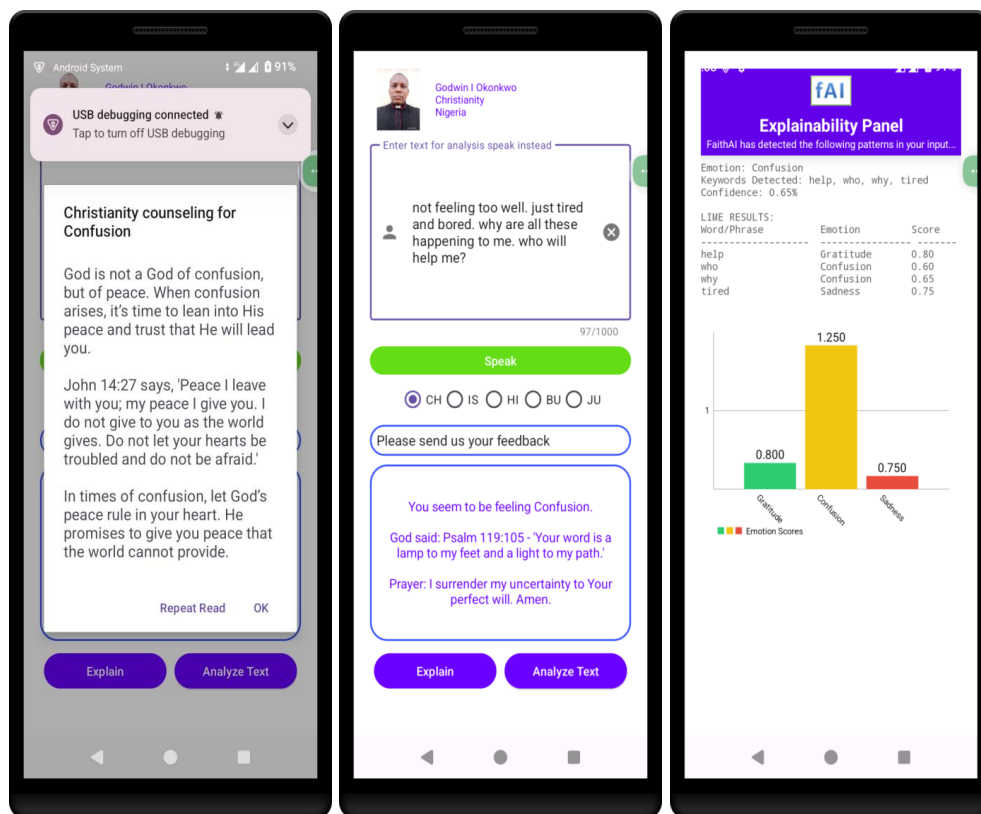 Android System
91%
Godwin I Okonkwo
USB debugging connected
Tap to turn off USB debugging
Christianity counseling for
Confusion
God is not a God of confusion,
but of peace. When confusion
arises, it's time to lean into His
peace and trust that He will lead
you.
John 14:27 says, 'Peace I leave
with you; my peace I give you. I
do not give to you as the world
gives. Do not let your hearts be
troubled and do not be afraid.'
In times of confusion, let God's
peace rule in your heart. He
promises to give you peace that
the world cannot provide.
Repeat Read OK
Explain Analyze Text
Godwin I Okonkwo
Christianity
Nigeria
Enter text for analysis speak instead
not feeling too well. just tired
and bored. why are all these
happening to me. who will
help me?
97/1000
Speak
CH IS HI BU JU
Please send us your feedback
You seem to be feeling Confusion.
God said: Psalm 119:105 - 'Your word is a
lamp to my feet and a light to my path.'
Prayer: I surrender my uncertainty to Your
perfect will. Amen.
Explain Analyze Text
fAI
Explainability Panel
FaithAI has detected the following patterns in your input...
Emotion: Confusion
Keywords Detected: help, who, why, tired
Confidence: 0.65%
LIME RESULTS:
Word/Phrase Emotion Score
help Gratitude 0.80
who Confusion 0.60
why Confusion 0.65
tired Sadness 0.75
1.250
1
0.800
0.750
Gratitude Confusion Sadness
Emotion Scores